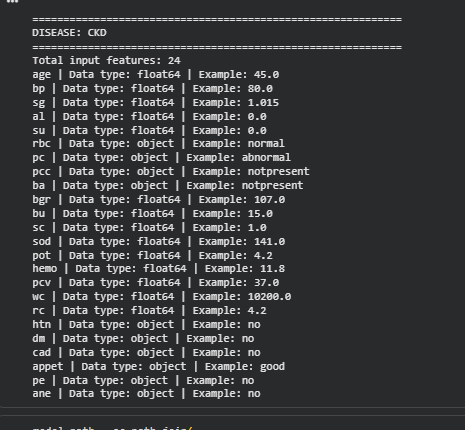 ============================================================
DISEASE: CKD
============================================================
Total input features: 24
age | Data type: float64 | Example: 45.0
bp | Data type: float64 | Example: 80.0
sg | Data type: float64 | Example: 1.015
al | Data type: float64 | Example: 0.0
su | Data type: float64 | Example: 0.0
rbc | Data type: object | Example: normal
pc | Data type: object | Example: abnormal
pcc | Data type: object | Example: notpresent
ba | Data type: object | Example: notpresent
bgr | Data type: float64 | Example: 107.0
bu | Data type: float64 | Example: 15.0
sc | Data type: float64 | Example: 1.0
sod | Data type: float64 | Example: 141.0
pot | Data type: float64 | Example: 4.2
hemo | Data type: float64 | Example: 11.8
pcv | Data type: float64 | Example: 37.0
wc | Data type: float64 | Example: 10200.0
rc | Data type: float64 | Example: 4.2
htn | Data type: object | Example: no
dm | Data type: object | Example: no
cad | Data type: object | Example: no
appet | Data type: object | Example: good
pe | Data type: object | Example: no
ane | Data type: object | Example: no